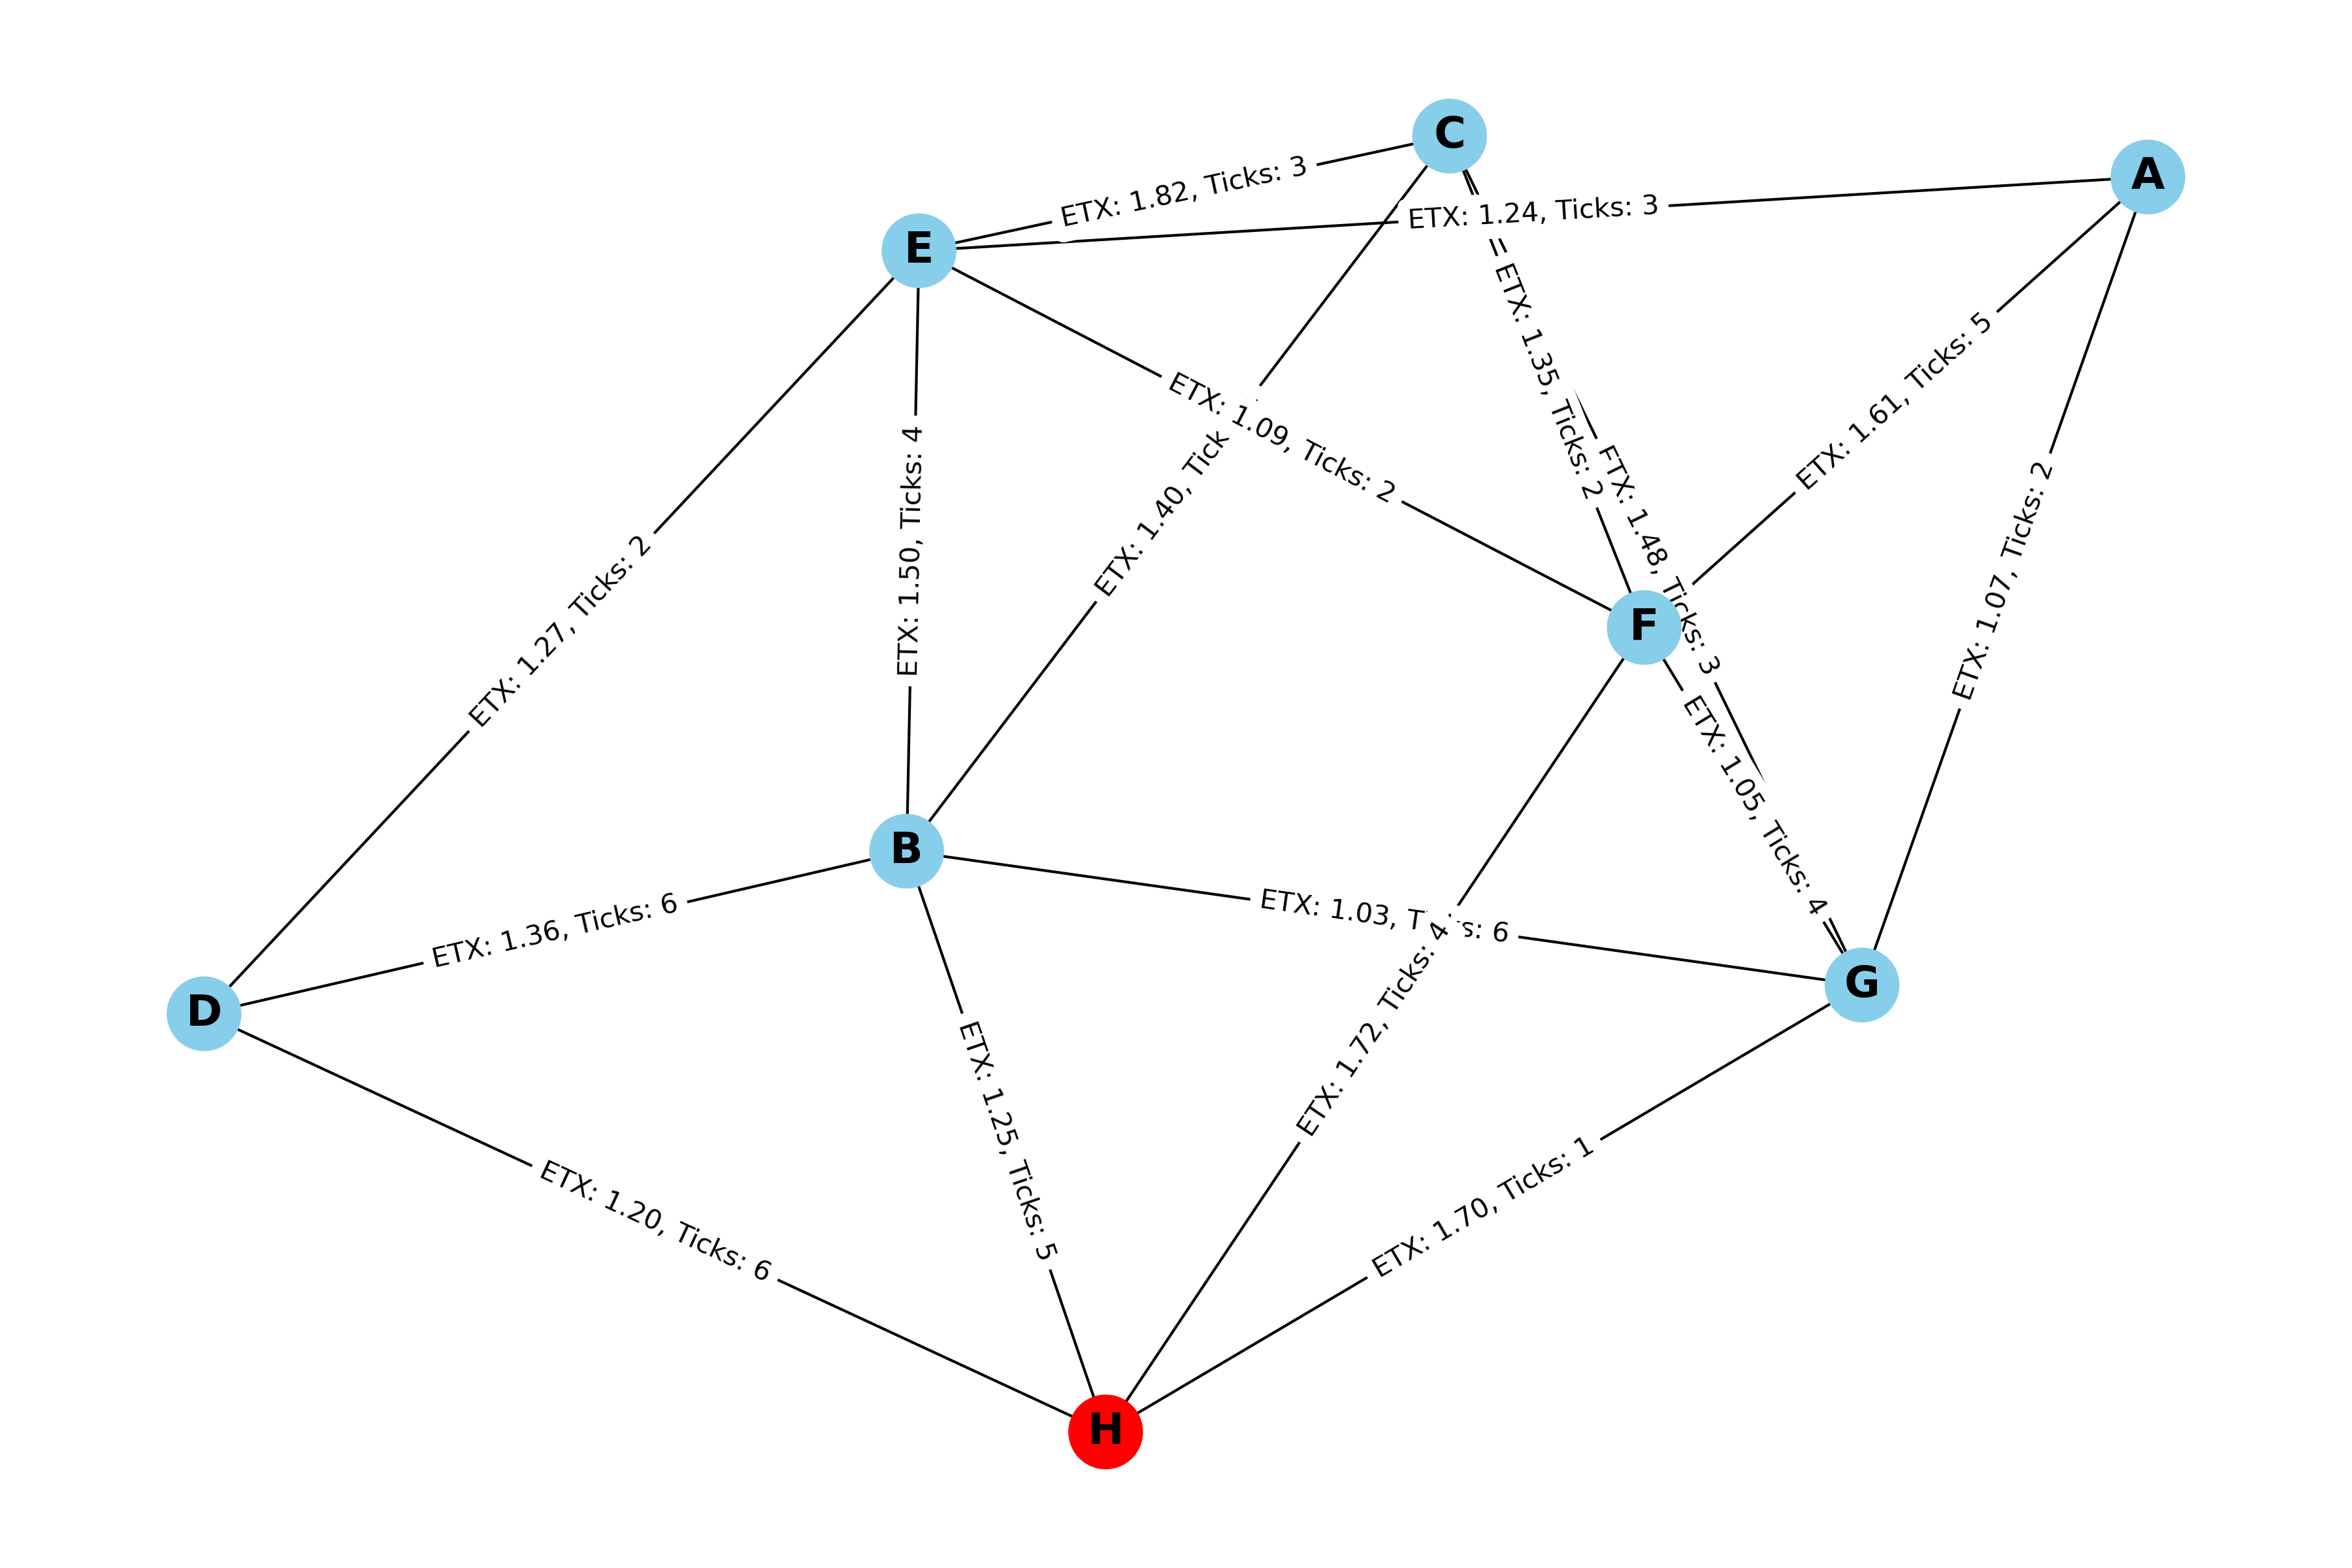 C
A
ETX: 1.82, Ticks: 3
ETX: 1.24, Ticks: 3
E
ETX: 1.35, Ticks: 2
ETX: 1.61, Ticks: 5
ETX: 1.09, Ticks: 2
ETX: 1.40, Tick
ETX: 1.50, Ticks: 4
ETX: 1.48, Ticks: 3
ETX: 1.07, Ticks: 2
ETX: 1.27, Ticks: 2
F
ETX: 1.05, Ticks: 4
B
ETX: 1.36, Ticks: 6
ETX: 1.03, Ticks: 6
G
D
ETX: 1.72, Ticks: 4
ETX: 1.25, Ticks: 5
ETX: 1.20, Ticks: 6
ETX: 1.70, Ticks: 1
H